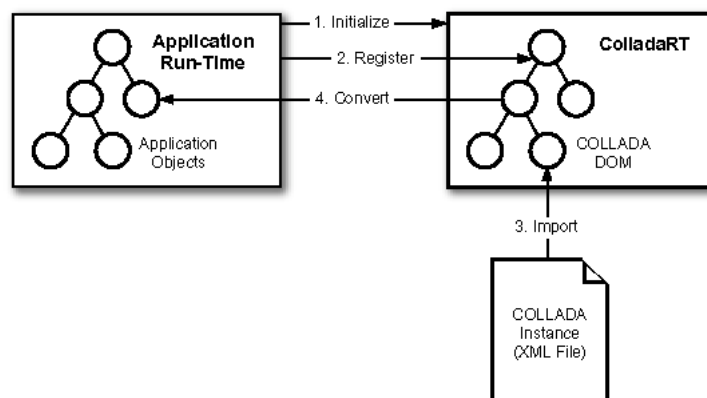 Application
Run-Time
Application
Objects
1. Initialize
2. Register
4. Convert
ColladaRT
COLLADA
DOM
3. Import
COLLADA
Instance
(XML File)